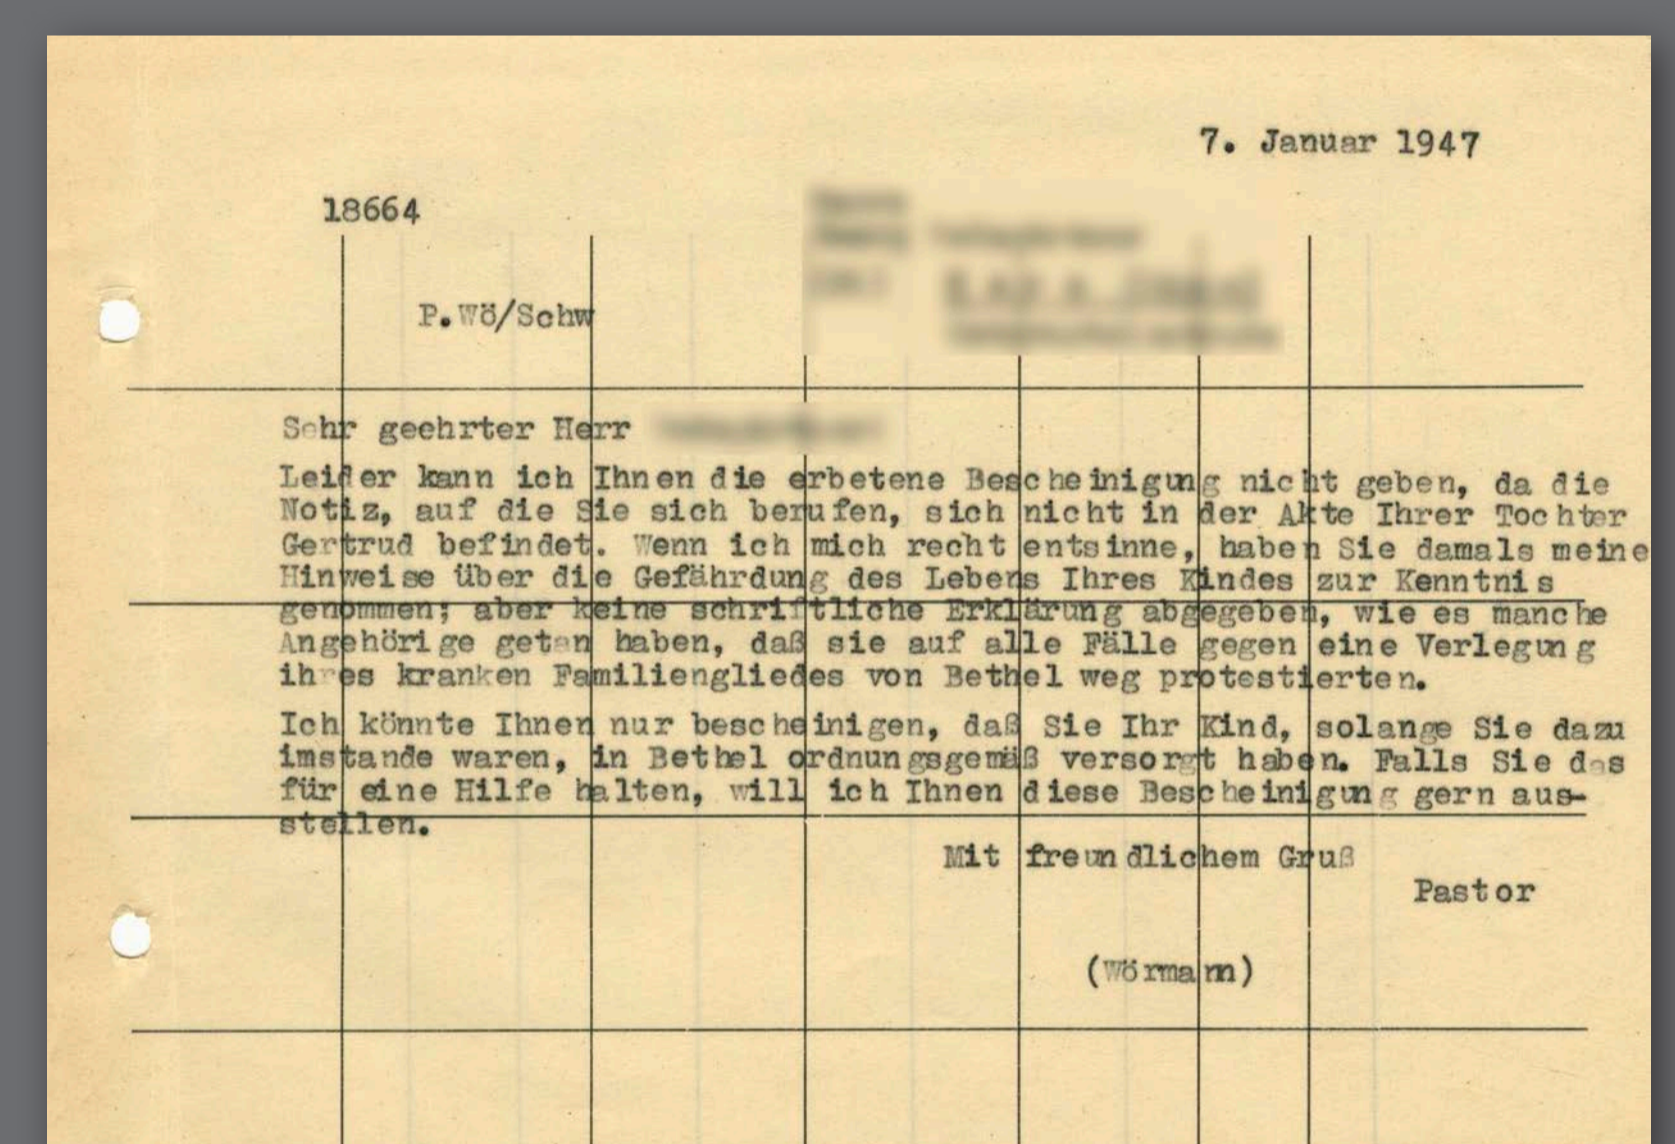 7. Januar 1947
18664
P.Wö/Schw
Sehr geehrter Herr
Leider kann ich Ihnen die erbetene Bescheinigung nicht geben, da die
Notiz, auf die Sie sich berufen, sich nicht in der Akte Ihrer Tochter
Gertrud befindet. Wenn ich mich recht entsinne, haben Sie damals meine
Hinweise über die Gefährdung des Lebens Ihres Kindes zur Kenntnis
genommen; aber keine schriftliche Erklärung abgegeben, wie es manche
Angehörige getan haben, daß sie auf alle Fälle gegen eine Verlegung
ihres kranken Familiengliedes von Bethel weg protestierten.
Ich könnte Ihnen nur bescheinigen, daß Sie Ihr Kind, solange Sie dazu
imstande waren, in Bethel ordnungsgemäß versorgt haben. Falls Sie das
für eine Hilfe halten, will ich Ihnen diese Bescheinigung gern aus-
stellen.
Mit freundlichem Gruß
Pastor
(Wörmann)